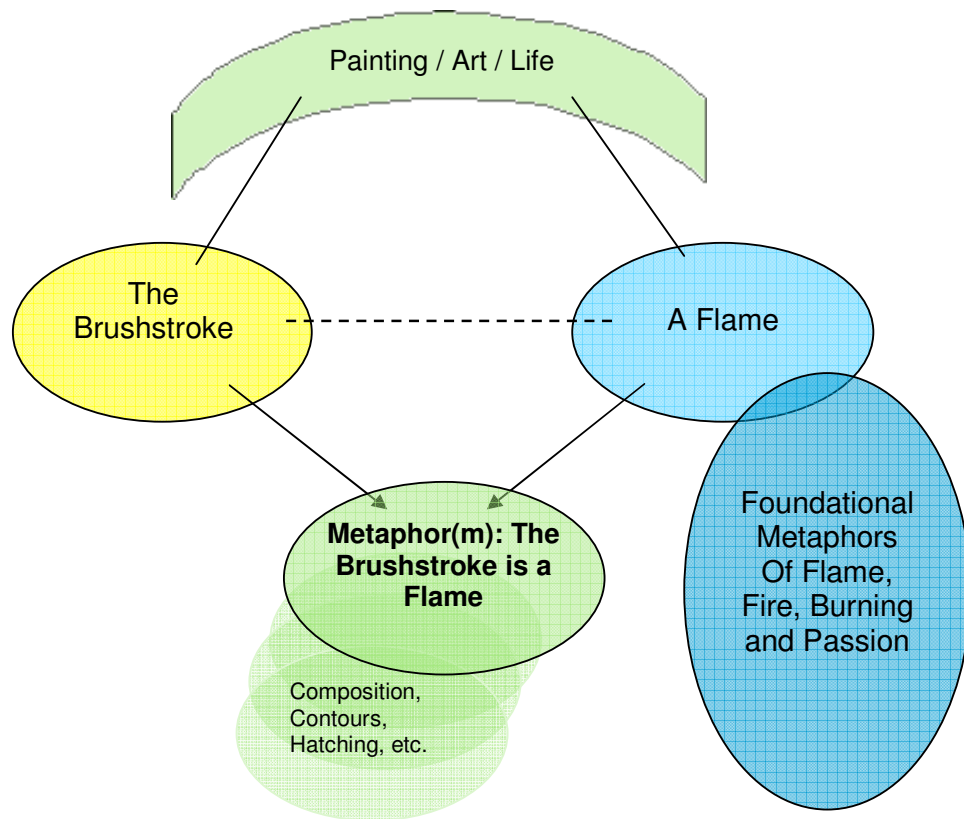 Painting / Art / Life
The
Brushstroke
A Flame
Metaphor(m): The
Brushstroke is a
Flame
Foundational
Metaphors
Of Flame,
Fire, Burning
and Passion
Composition,
Contours,
Hatching, etc.